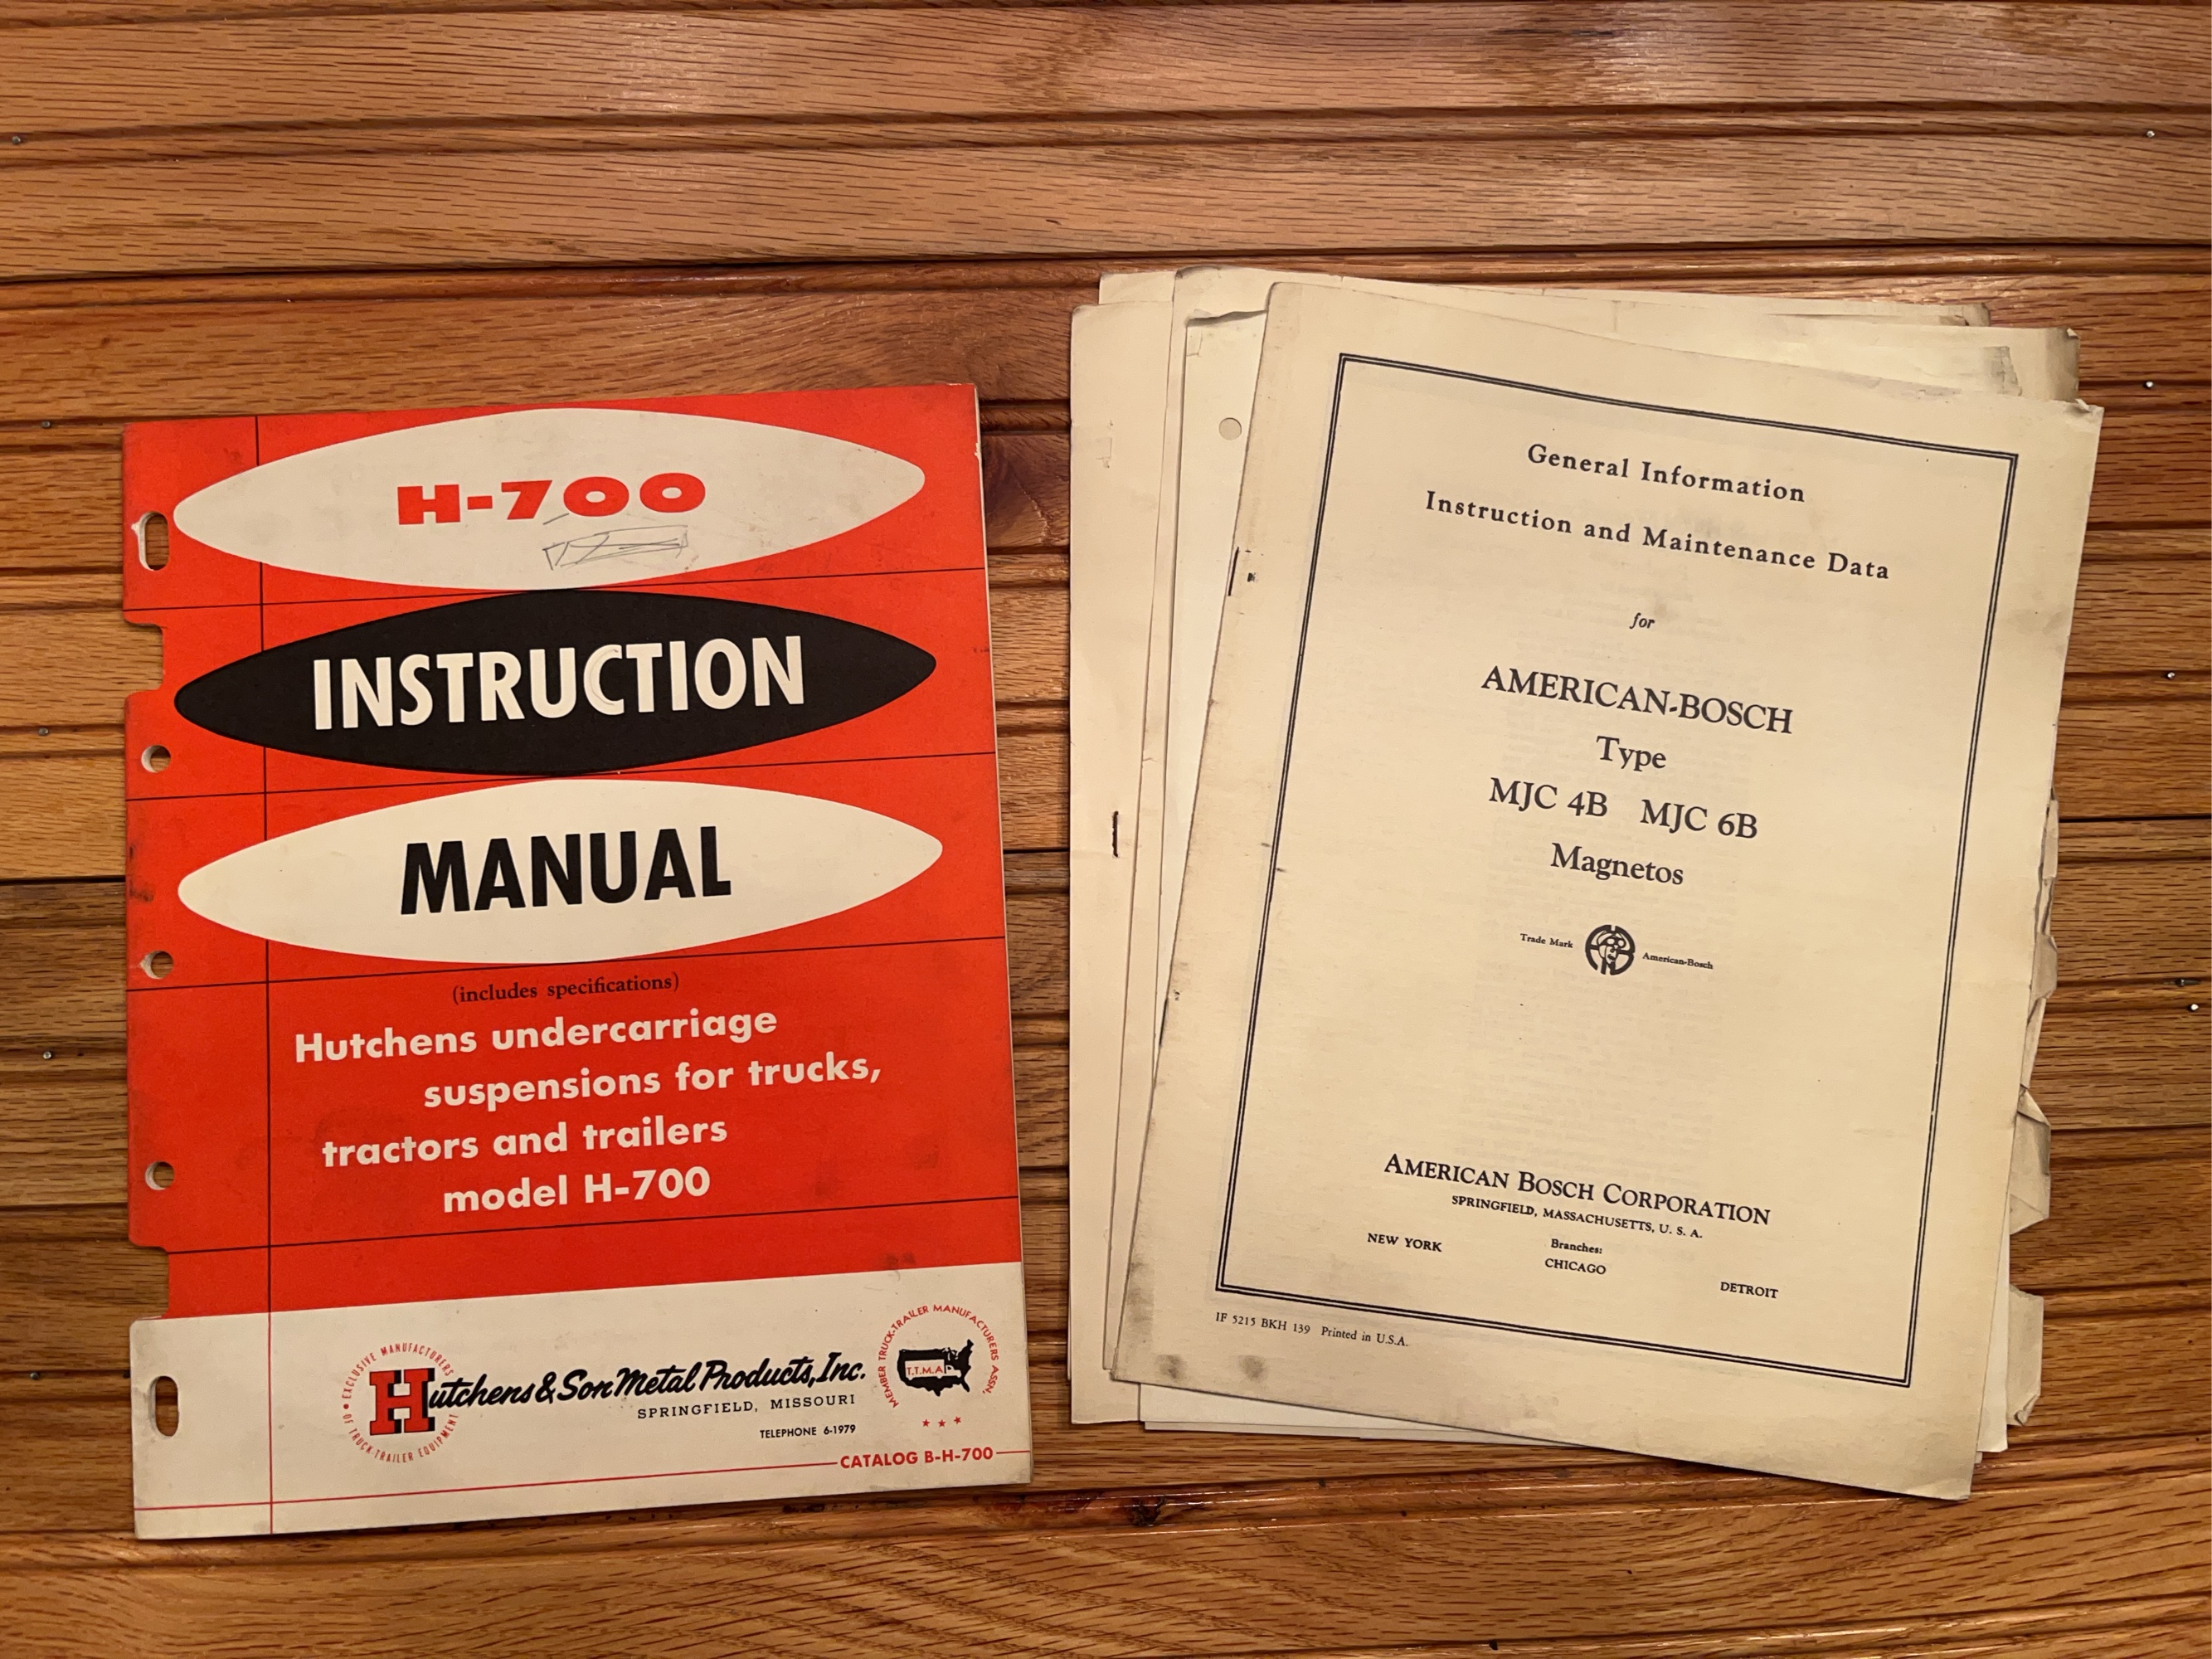 H-700
INSTRUCTION
MANUAL
(includes specifications)
Hutchens undercarriage
suspensions for trucks,
tractors and trailers
model H-700
EXCLUSIVE MANUFACTURERS
OF TRUCK-TRAILER EQUIPMENT
Hutchens & Son Metal Products, Inc.
SPRINGFIELD, MISSOURI
TELEPHONE 6-1979
MEMBER TRUCK-TRAILER MANUFACTURERS ASSN.
T.T.M.A.
CATALOG B-H-700
General Information
Instruction and Maintenance Data
for
AMERICAN-BOSCH
Type
MJC 4B MJC 6B
Magnetos
Trade Mark American-Bosch
AMERICAN BOSCH CORPORATION
SPRINGFIELD, MASSACHUSETTS, U. S. A.
Branches:
NEW YORK CHICAGO DETROIT
IF 5215 BKH 139 Printed in U.S.A.